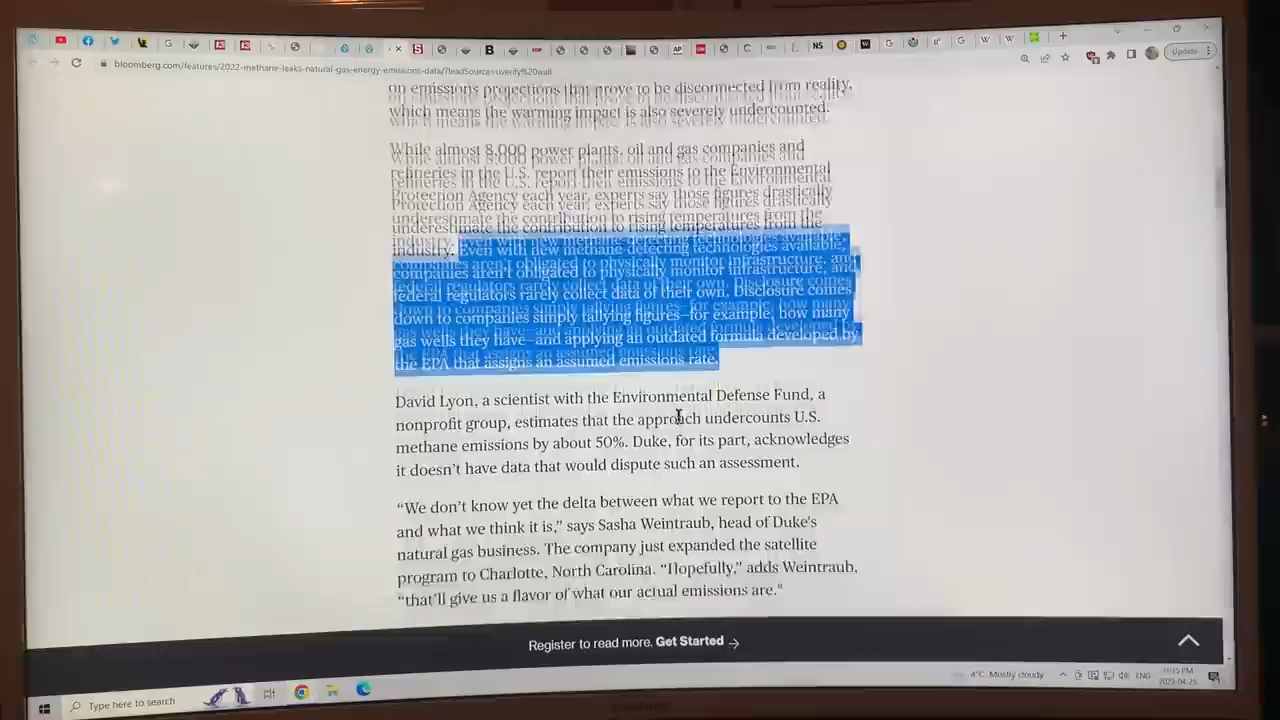 bloomberg.com/features/2022-methane-leaks-natural-gas-energy-emissions-data/?leadSource=uverify%20wall
Update
on emissions projections that prove to be disconnected from reality,
which means the warming impact is also severely undercounted.
While almost 8,000 power plants, oil and gas companies and
refineries in the U.S. report their emissions to the Environmental
Protection Agency each year, experts say those figures drastically
underestimate the contribution to rising temperatures from the
industry. Even with new methane-detecting technologies available,
companies aren't obligated to physically monitor infrastructure, and
federal regulators rarely collect data of their own. Disclosure comes
down to companies simply tallying figures—for example, how many
gas wells they have—and applying an outdated formula developed by
the EPA that assigns an assumed emissions rate.
David Lyon, a scientist with the Environmental Defense Fund, a
nonprofit group, estimates that the approach undercounts U.S.
methane emissions by about 50%. Duke, for its part, acknowledges
it doesn't have data that would dispute such an assessment.
“We don't know yet the delta between what we report to the EPA
and what we think it is,” says Sasha Weintraub, head of Duke's
natural gas business. The company just expanded the satellite
program to Charlotte, North Carolina. “Hopefully,” adds Weintraub,
“that'll give us a flavor of what our actual emissions are.”
Register to read more. Get Started →
Type here to search
4°C Mostly cloudy
ENG
11:15 PM
2023-04-25